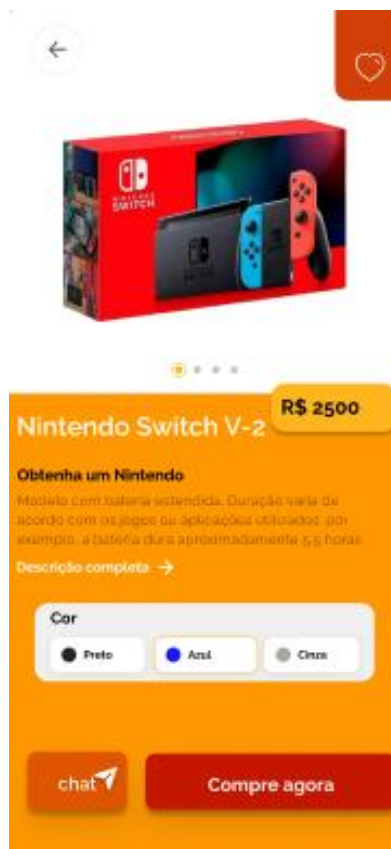 NINTENDO
SWITCH
R$ 2500
Nintendo Switch V-2
Obtenha um Nintendo
Modelo com bateria estendida. Duração varia de
acordo com os jogos ou aplicações utilizados, por
exemplo, a bateria dura aproximadamente 5,5 horas
Descrição completa →
Cor
Preto
Azul
Cinza
chat
Compre agora